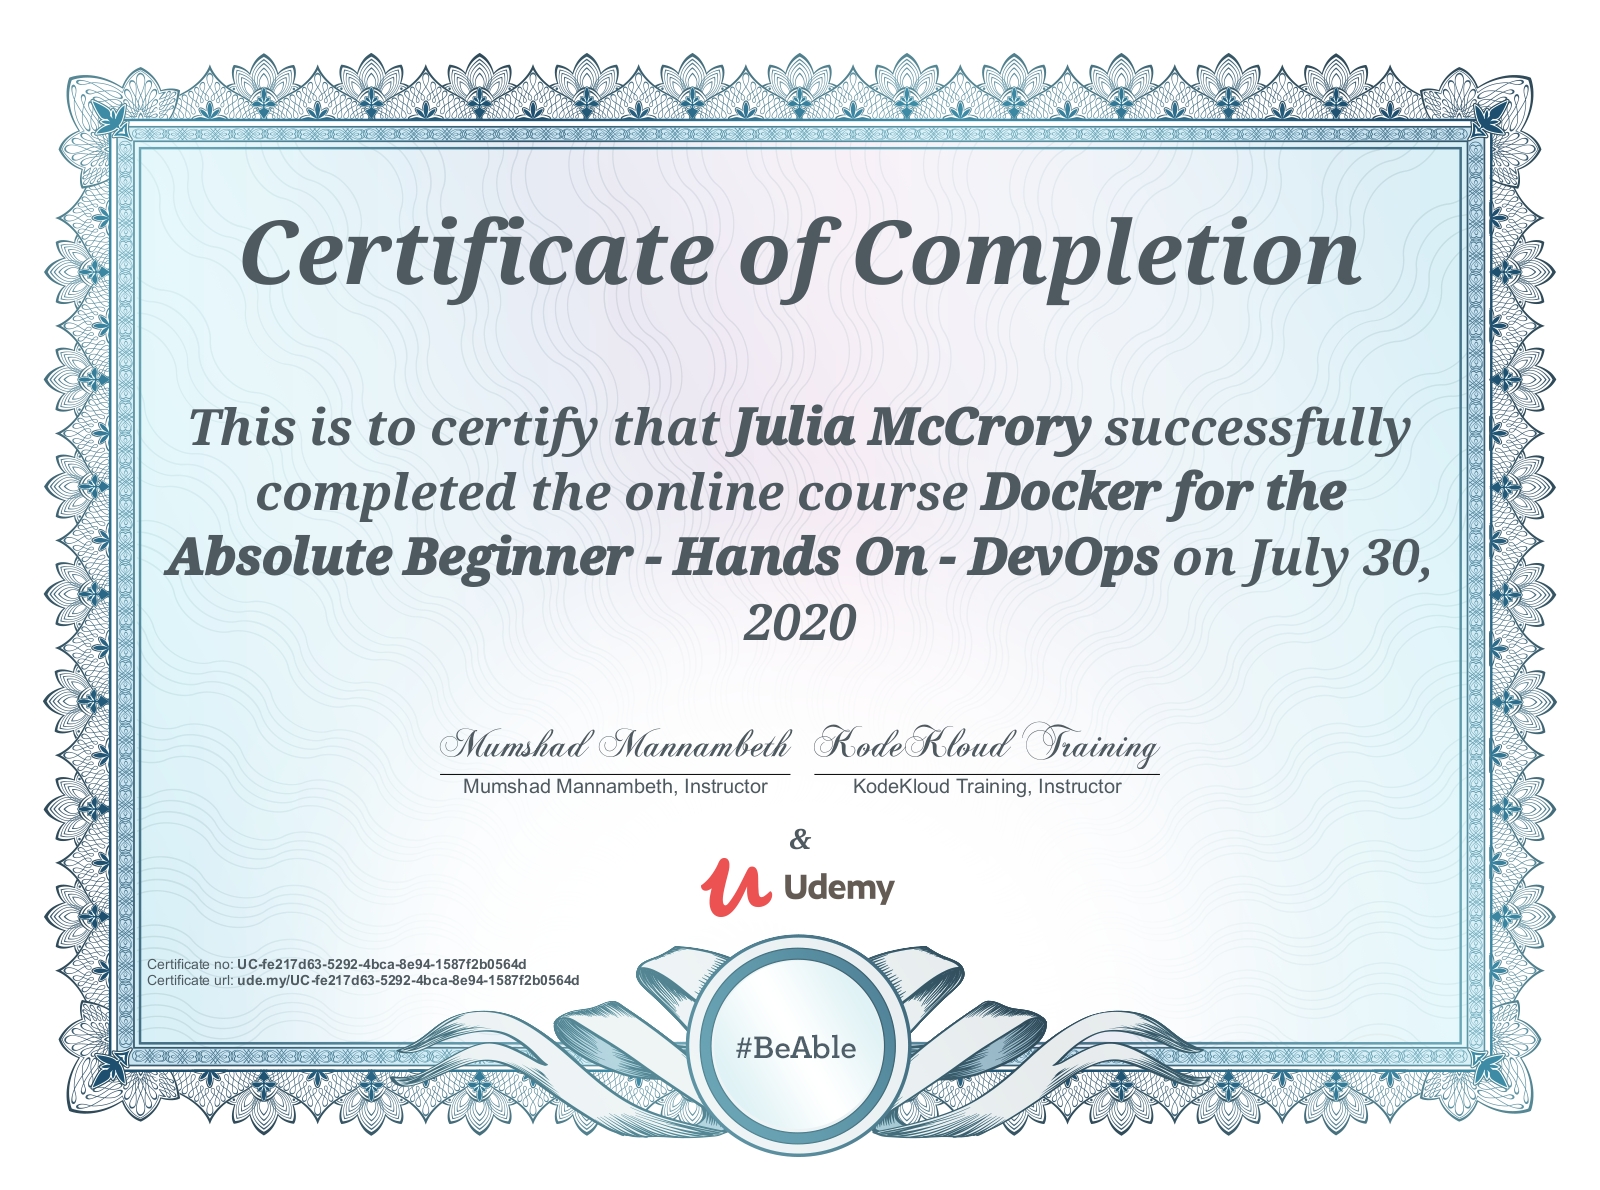 Certificate of Completion
This is to certify that Julia McCrory successfully
completed the online course Docker for the
Absolute Beginner - Hands On - DevOps on July 30,
2020
Mumshad Mannambeth KodeKloud Training
Mumshad Mannambeth, Instructor KodeKloud Training, Instructor
&
Udemy
Certificate no: UC-fe217d63-5292-4bca-8e94-1587f2b0564d
Certificate url: ude.my/UC-fe217d63-5292-4bca-8e94-1587f2b0564d
#BeAble